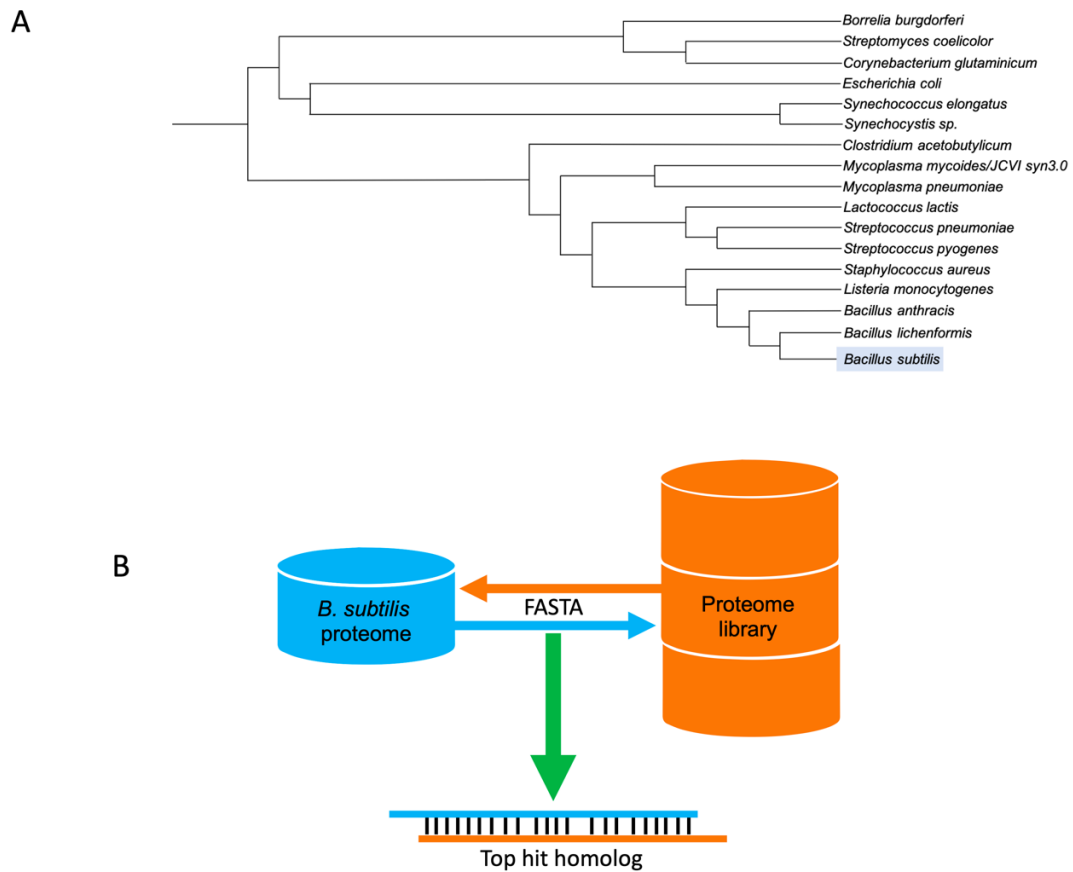 A
Borrelia burgdorferi
Streptomyces coelicolor
Corynebacterium glutaminicum
Escherichia coli
Synechococcus elongatus
Synechocystis sp.
Clostridium acetobutylicum
Mycoplasma mycoides/JCVI syn3.0
Mycoplasma pneumoniae
Lactococcus lactis
Streptococcus pneumoniae
Streptococcus pyogenes
Staphylococcus aureus
Listeria monocytogenes
Bacillus anthracis
Bacillus lichenformis
Bacillus subtilis
B
B. subtilis
proteome
FASTA
Proteome
library
Top hit homolog